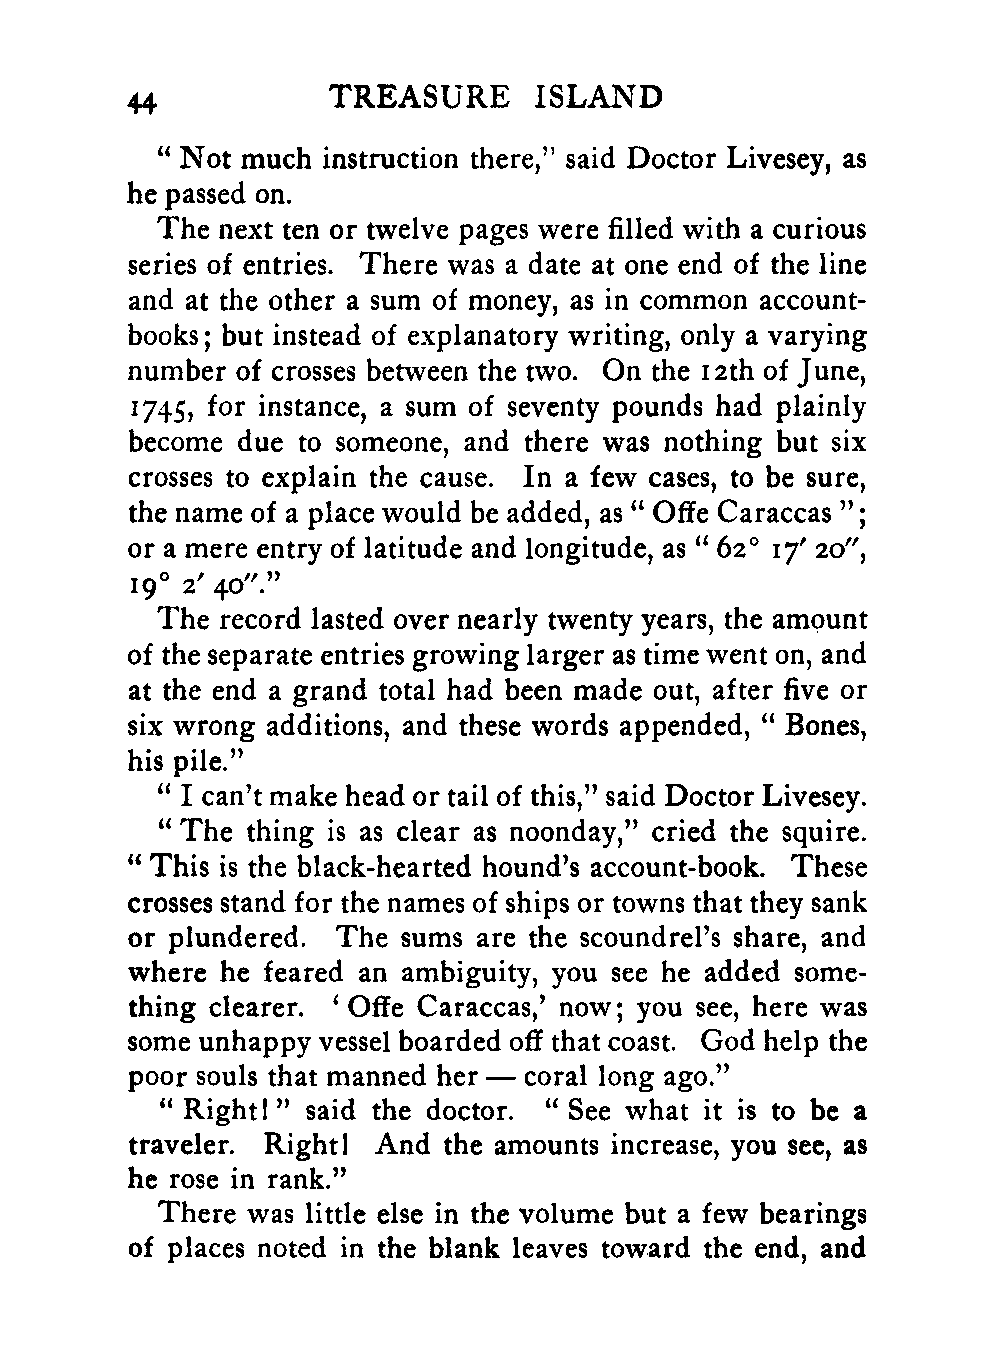 44 TREASURE ISLAND
“ Not much instruction there,” said Doctor Livesey, as
he passed on.
The next ten or twelve pages were filled with a curious
series of entries. There was a date at one end of the line
and at the other a sum of money, as in common account-
books; but instead of explanatory writing, only a varying
number of crosses between the two. On the 12th of June,
1745, for instance, a sum of seventy pounds had plainly
become due to someone, and there was nothing but six
crosses to explain the cause. In a few cases, to be sure,
the name of a place would be added, as “ Offe Caraccas ”;
or a mere entry of latitude and longitude, as “ 62° 17′ 20″,
19° 2′ 40″.”
The record lasted over nearly twenty years, the amount
of the separate entries growing larger as time went on, and
at the end a grand total had been made out, after five or
six wrong additions, and these words appended, “ Bones,
his pile.”
“ I can’t make head or tail of this,” said Doctor Livesey.
“ The thing is as clear as noonday,” cried the squire.
“ This is the black-hearted hound’s account-book. These
crosses stand for the names of ships or towns that they sank
or plundered. The sums are the scoundrel’s share, and
where he feared an ambiguity, you see he added some-
thing clearer. ‘ Offe Caraccas,’ now; you see, here was
some unhappy vessel boarded off that coast. God help the
poor souls that manned her — coral long ago.”
“ Right! ” said the doctor. “ See what it is to be a
traveler. Right! And the amounts increase, you see, as
he rose in rank.”
There was little else in the volume but a few bearings
of places noted in the blank leaves toward the end, and